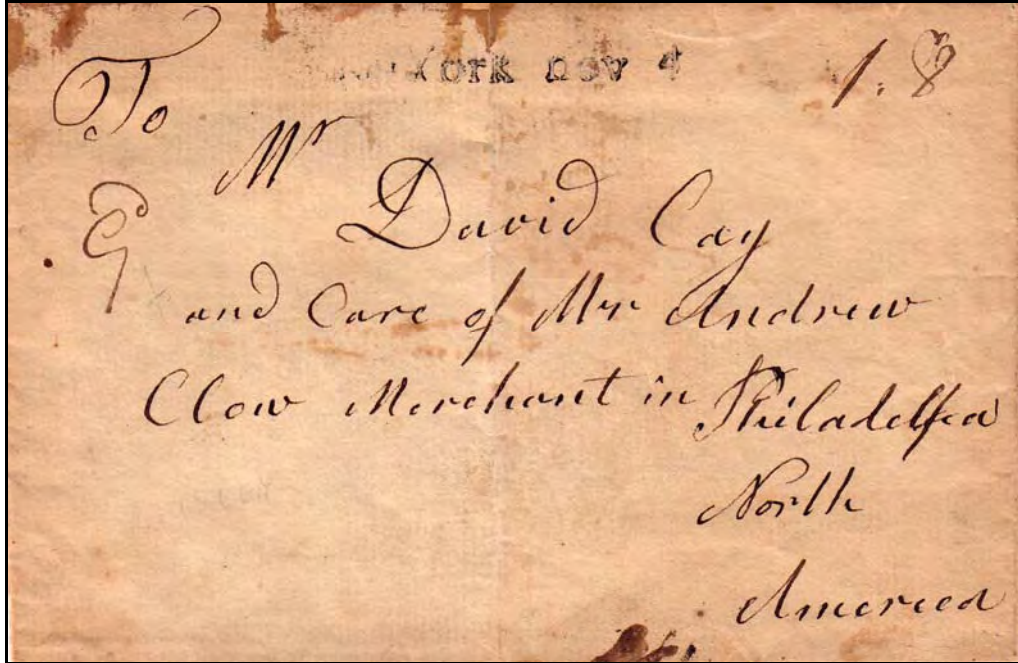 York nov 4
1:8
To
Mr
David Cay
and Care of Mr Andrew
Clow Merchant in Philadelfea
North
America